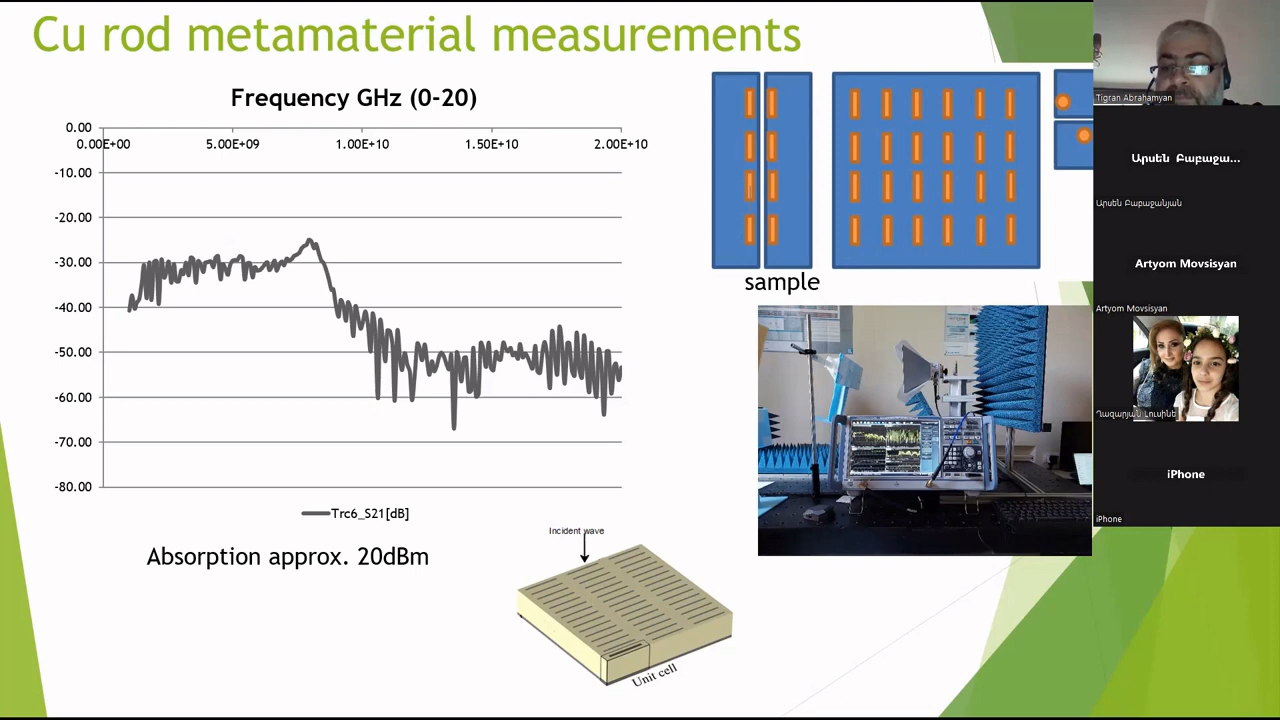 Cu rod metamaterial measurements
Frequency GHz (0-20)
0.00
0.00E+00
5.00E+09
1.00E+10
1.50E+10
2.00E+10
-10.00
-20.00
-30.00
-40.00
-50.00
-60.00
-70.00
-80.00
Trc6_S21[dB]
Absorption approx. 20dBm
sample
Incident wave
Unit cell
Tigran Abrahamyan
Արսեն Բաբաջա...
Արսեն Բաբաջանյան
Artyom Movsisyan
Artyom Movsisyan
Ղազարյան Լուսինե
iPhone
iPhone